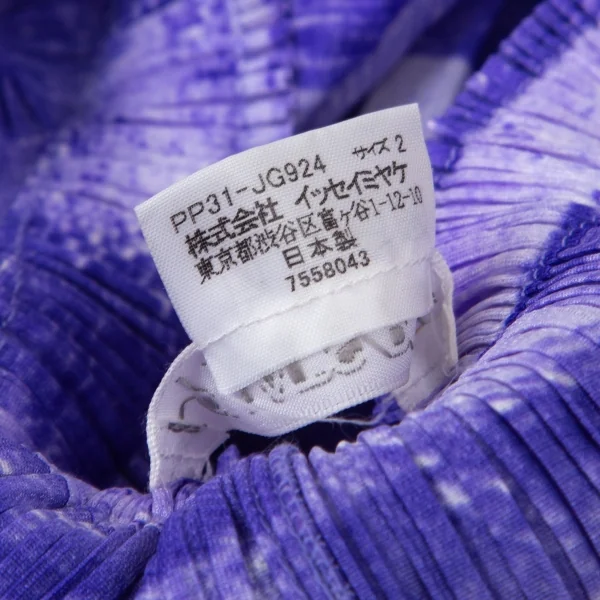 PP31-JG924 サイズ 2
株式会社 イッセイミヤケ
東京都渋谷区富ヶ谷1-12-10
日本製
7558043